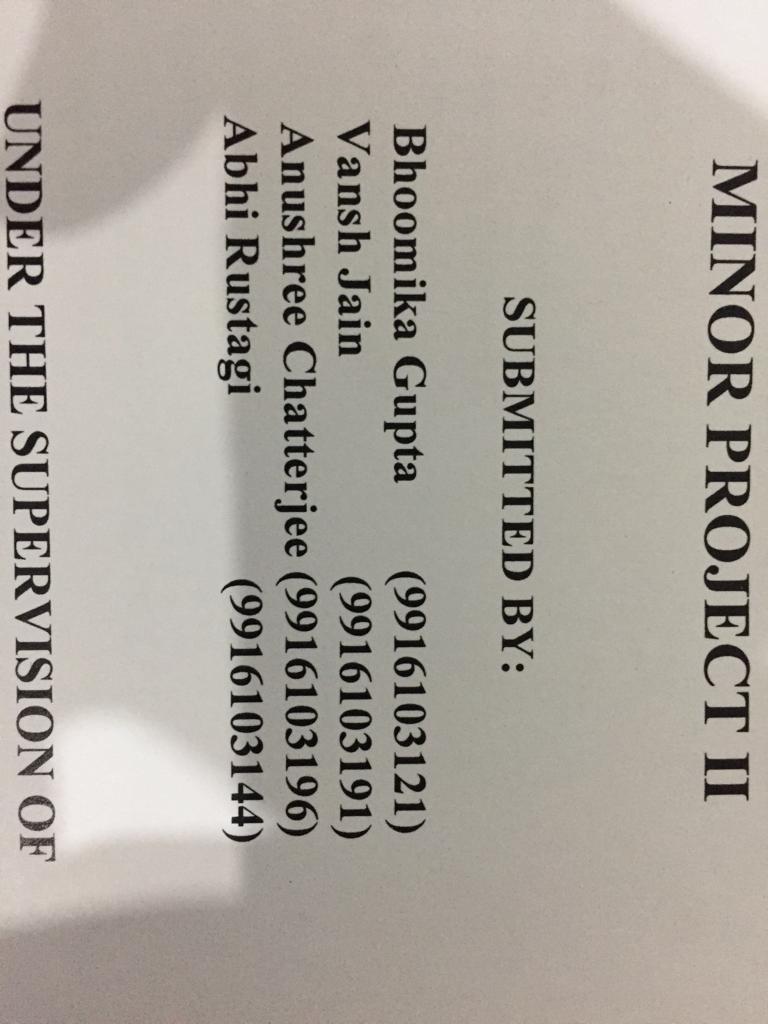 MINOR PROJECT II
SUBMITTED BY:
Bhoomika Gupta (9916103121)
Vansh Jain (9916103191)
Anushree Chatterjee (9916103196)
Abhi Rustagi (9916103144)
UNDER THE SUPERVISION OF